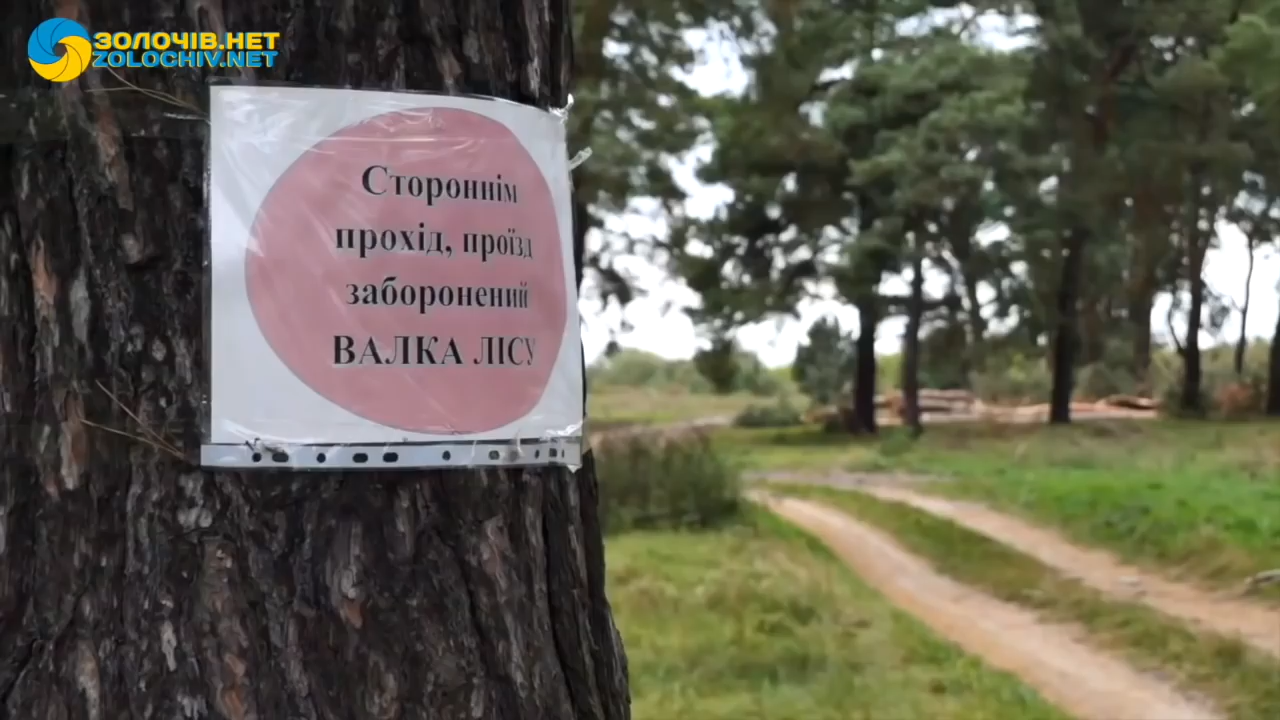 ЗОЛОЧІВ.НЕТ
ZOLOCHIV.NET
Стороннім
прохід, проїзд
заборонений
ВАЛКА ЛІСУ